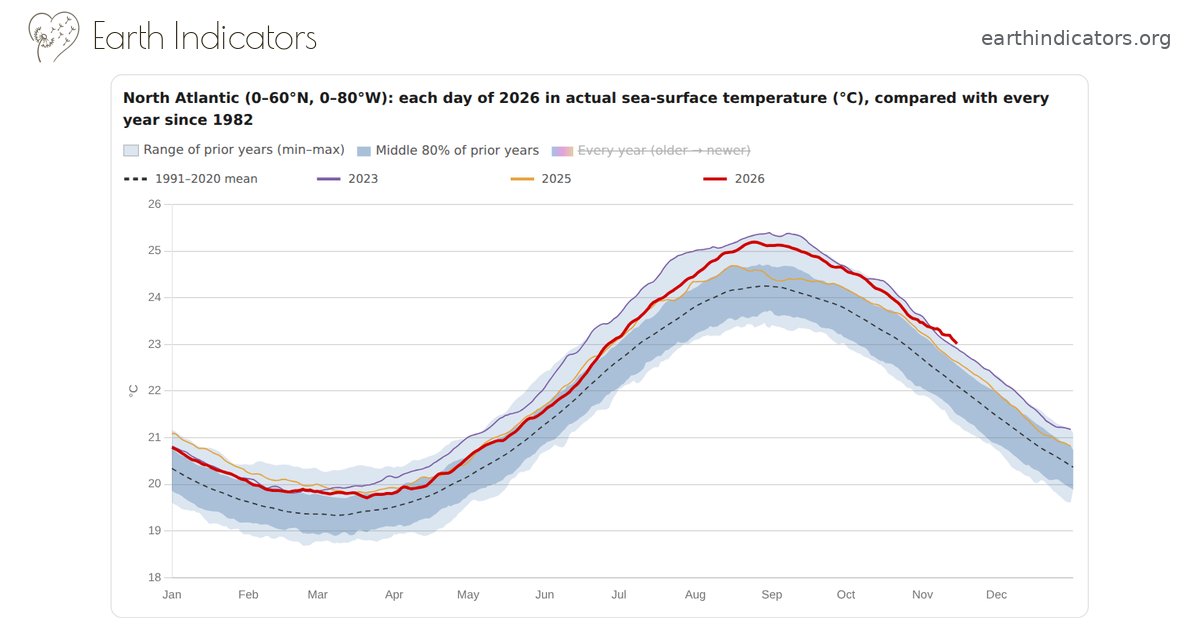 Earth Indicators
earthindicators.org
North Atlantic (0–60°N, 0–80°W): each day of 2026 in actual sea-surface temperature (°C), compared with every
year since 1982
Range of prior years (min–max) Middle 80% of prior years Every year (older → newer)
1991–2020 mean 2023 2025 2026
26
25
24
23
22
21
20
19
18
°C
Jan Feb Mar Apr May Jun Jul Aug Sep Oct Nov Dec